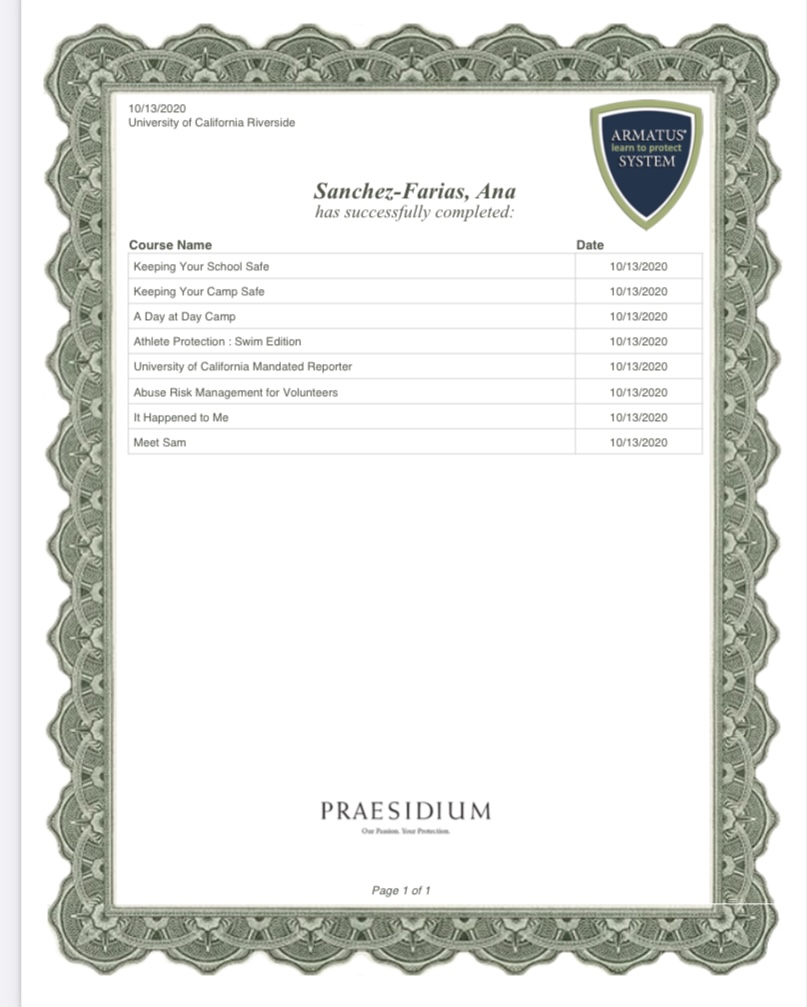 10/13/2020
University of California Riverside
ARMATUS®
learn to protect
SYSTEM
Sanchez-Farias, Ana
has successfully completed:
Course Name Date
Keeping Your School Safe 10/13/2020
Keeping Your Camp Safe 10/13/2020
A Day at Day Camp 10/13/2020
Athlete Protection : Swim Edition 10/13/2020
University of California Mandated Reporter 10/13/2020
Abuse Risk Management for Volunteers 10/13/2020
It Happened to Me 10/13/2020
Meet Sam 10/13/2020
PRAESIDIUM
Our Passion. Your Protection.
Page 1 of 1